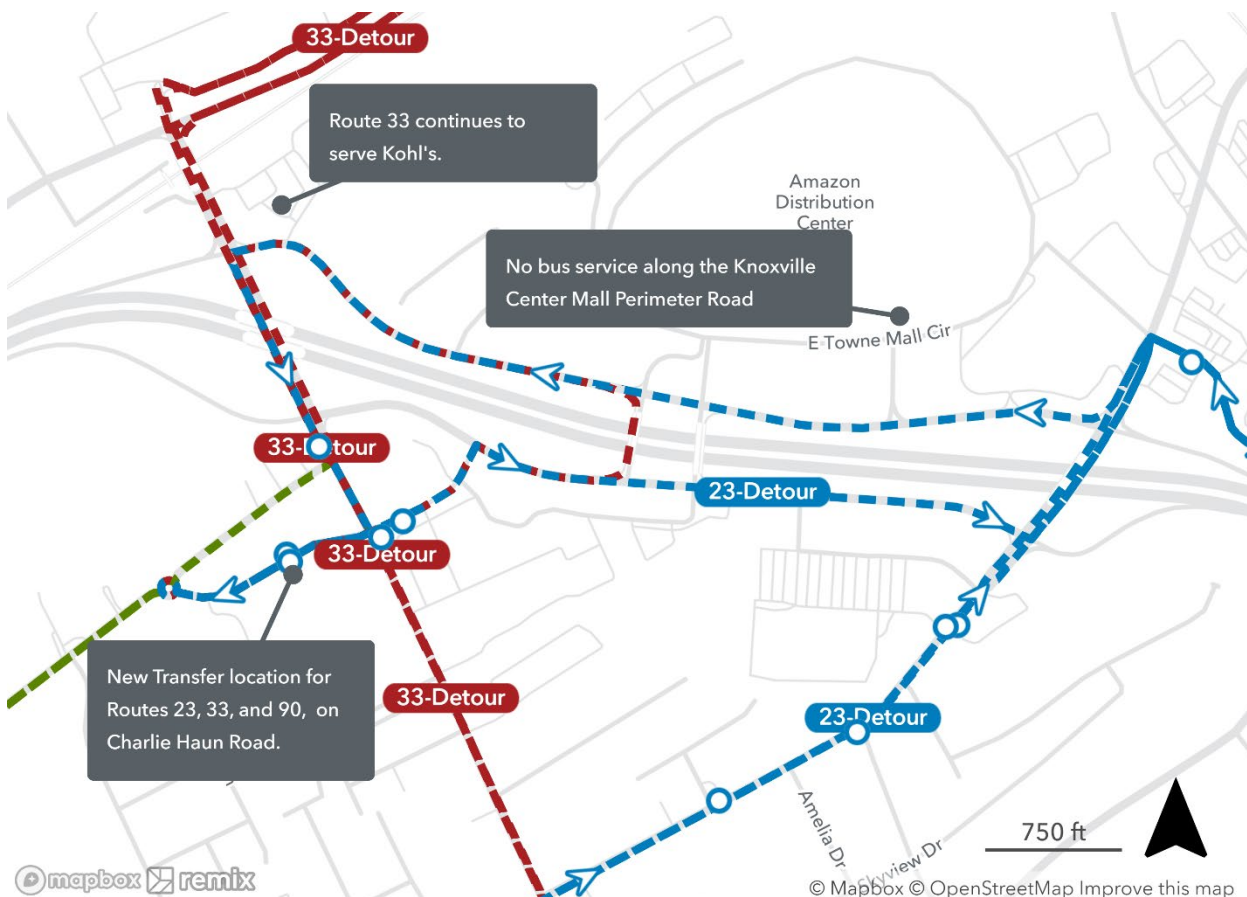 33-Detour
Route 33 continues to
serve Kohl's.
Amazon
Distribution
Center
No bus service along the Knoxville
Center Mall Perimeter Road
E Towne Mall Cir
33-Detour
23-Detour
33-Detour
New Transfer location for
Routes 23, 33, and 90, on
Charlie Haun Road.
33-Detour
23-Detour
Amelia Dr
Skyview Dr
750 ft
mapbox remix
© Mapbox © OpenStreetMap Improve this map